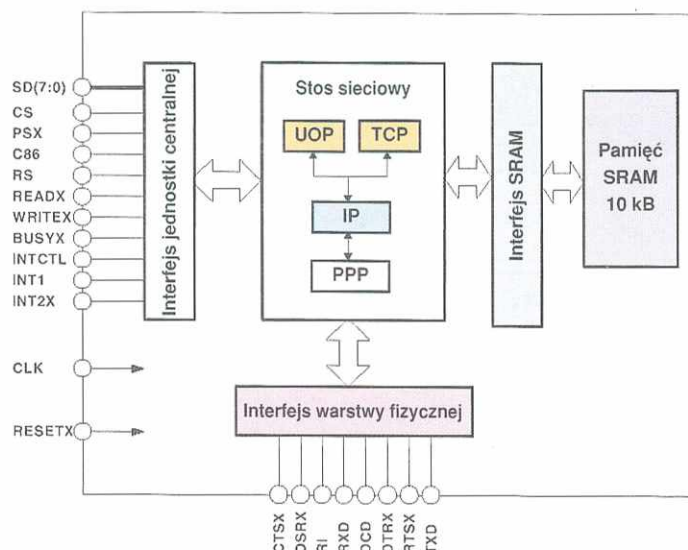 SD(7:0)
CS
PSX
C86
RS
READX
WRITEX
BUSYX
INTCTL
INT1
INT2X
CLK
RESETX
Interfejs jednostki centralnej
Stos sieciowy
UOP
TCP
IP
PPP
Interfejs SRAM
Pamięć
SRAM
10 kB
Interfejs warstwy fizycznej
CTSX
DSRX
RI
RXD
DCD
DTRX
RTSX
TXD